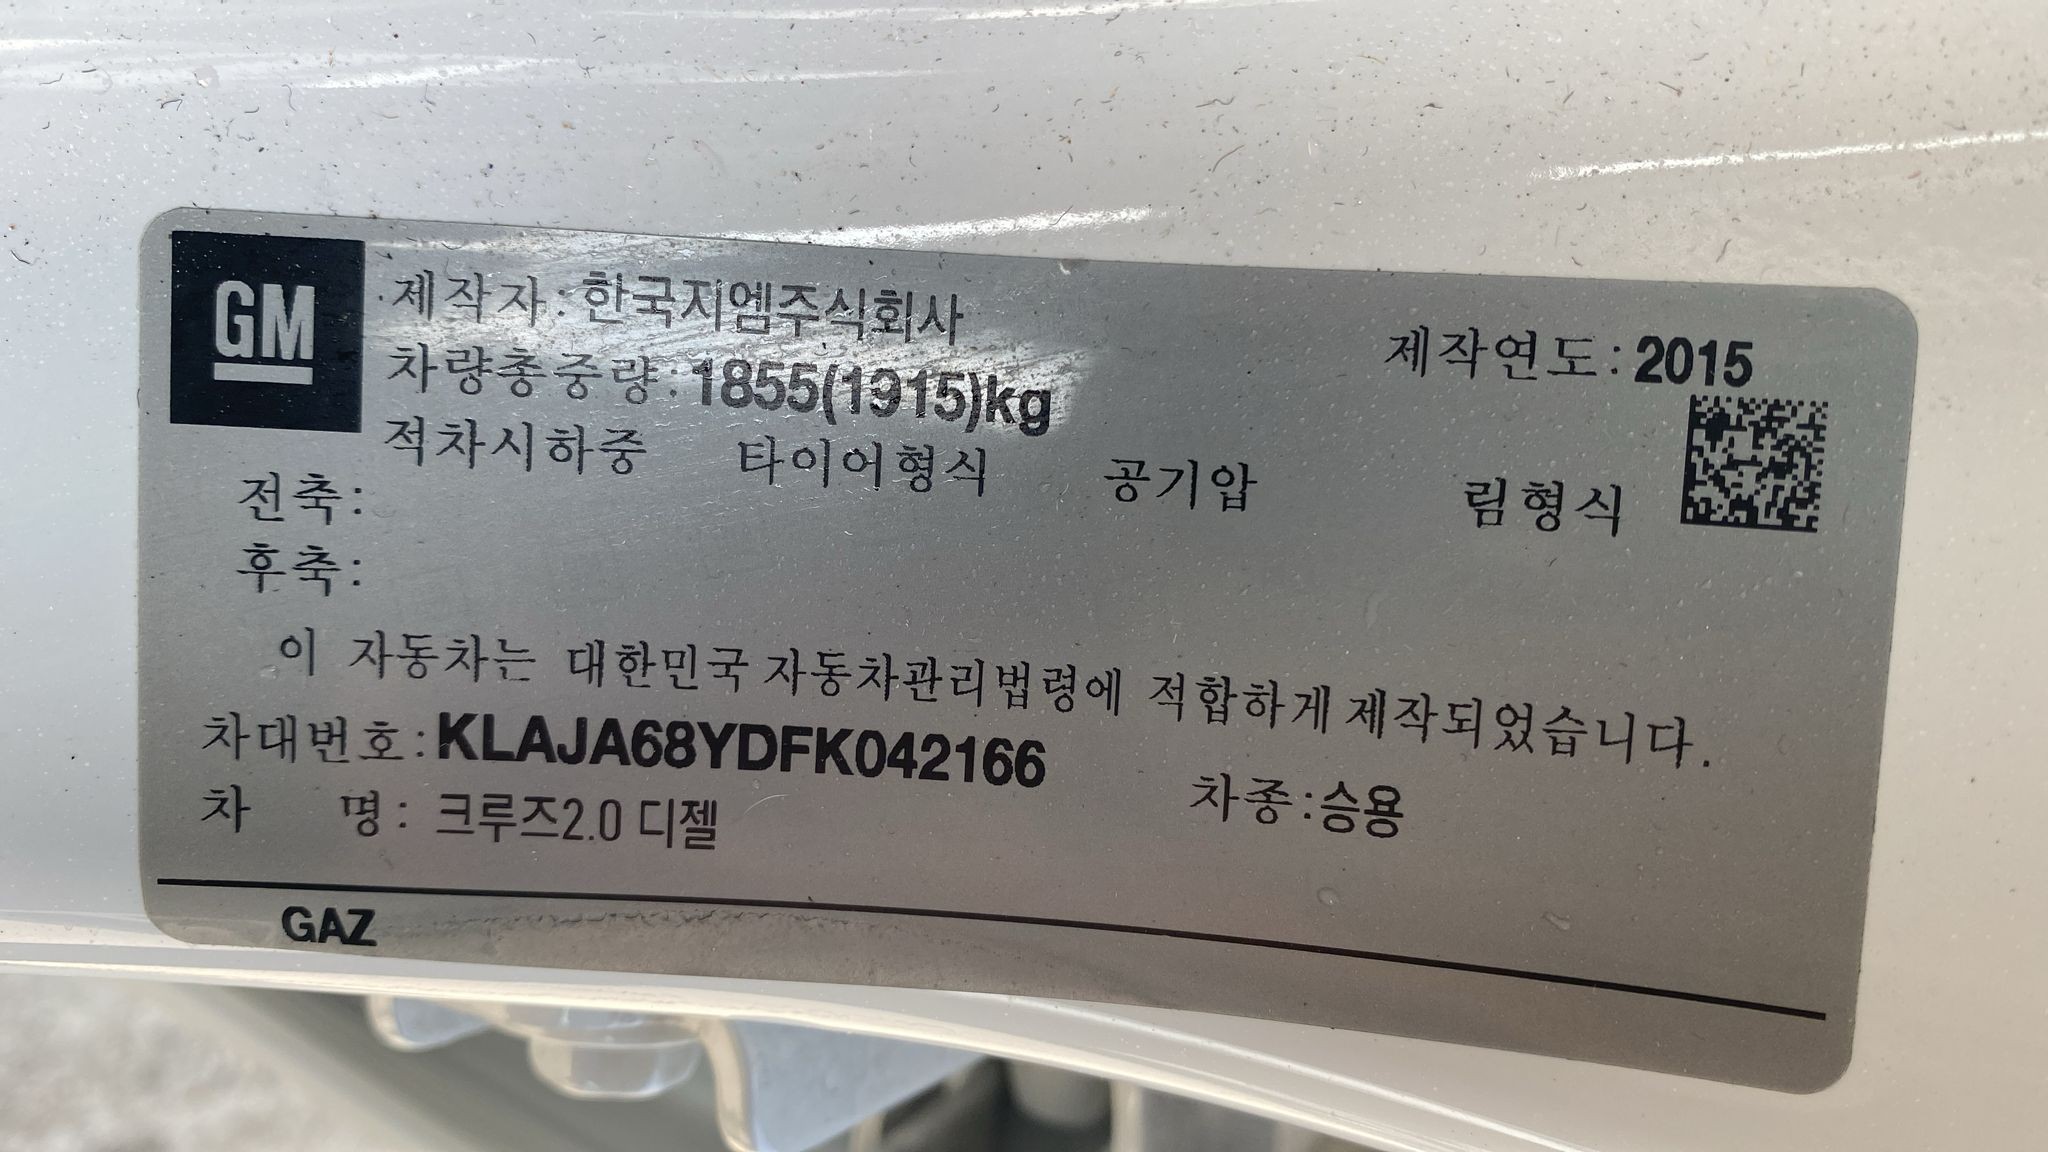 GM
제작자:한국지엠주식회사
제작연도:2015
차량총중량:1855(1915)kg
적차시하중 타이어형식 공기압 림형식
전축:
후축:
이 자동차는 대한민국 자동차관리법령에 적합하게 제작되었습니다.
차대번호:KLAJA68YDFK042166
차 명: 크루즈2.0 디젤 차종:승용
GAZ